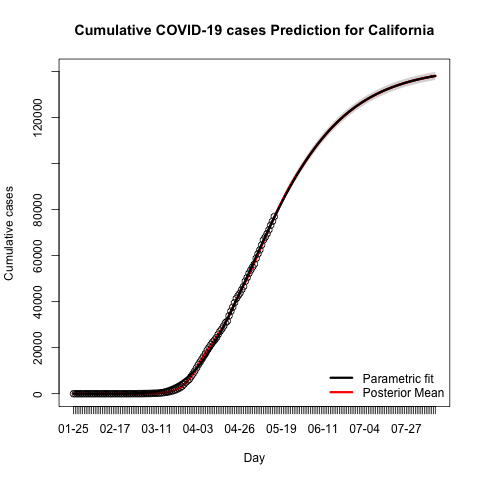 Cumulative COVID-19 cases Prediction for California
Cumulative cases
120000
80000
60000
40000
20000
0
Parametric fit
Posterior Mean
01-25 02-17 03-11 04-03 04-26 05-19 06-11 07-04 07-27
Day